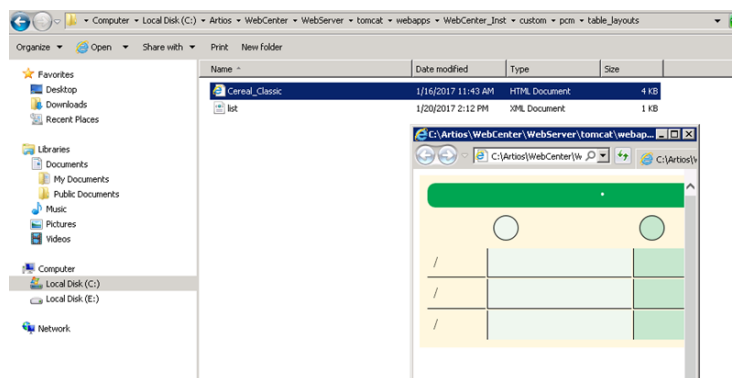 Computer ▾ Local Disk (C:) ▾ Artios ▾ WebCenter ▾ WebServer ▾ tomcat ▾ webapps ▾ WebCenter_Inst ▾ custom ▾ pcm ▾ table_layouts
Organize ▾ Open ▾ Share with ▾ Print New folder
Favorites
Desktop
Downloads
Recent Places
Libraries
Documents
My Documents
Public Documents
Music
Pictures
Videos
Computer
Local Disk (C:)
Local Disk (E:)
Network
Name Date modified Type Size
Cereal_Classic 1/16/2017 11:43 AM HTML Document 4 KB
list 1/20/2017 2:12 PM XML Document 1 KB
C:\Artios\WebCenter\WebServer\tomcat\webap...
C:\Artios\WebCenter\W C:\Artios\W
/
/
/